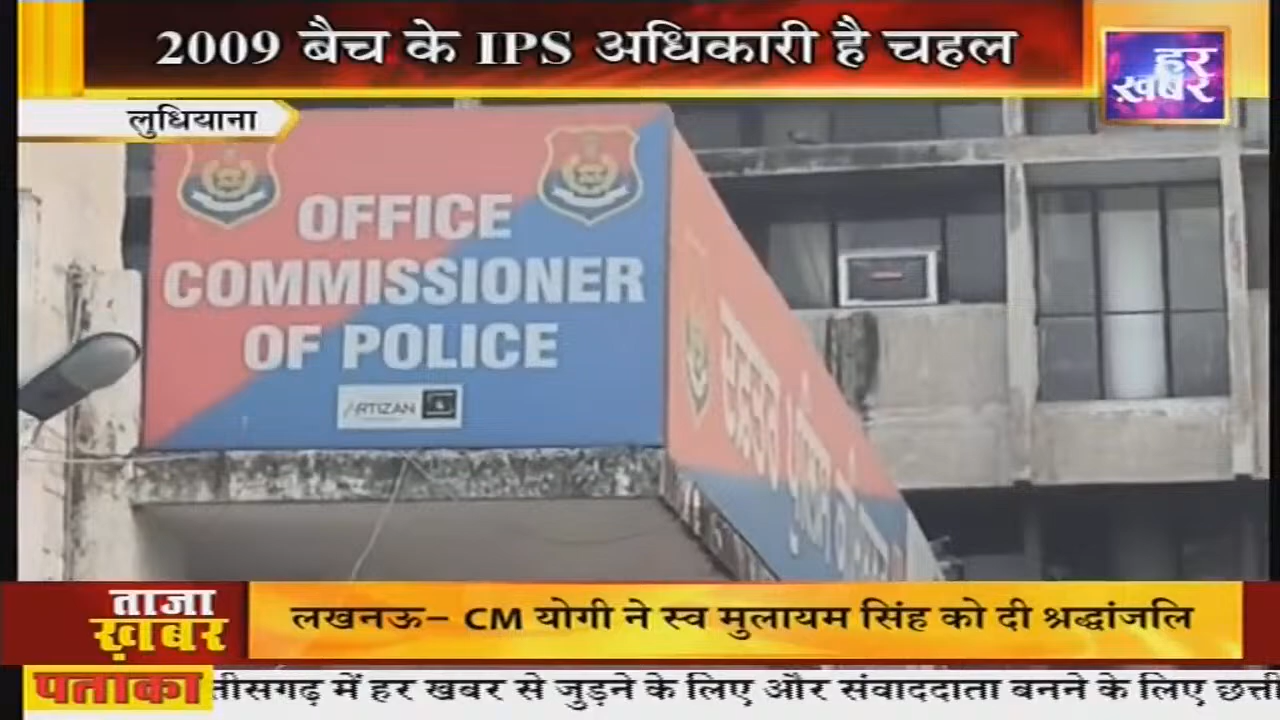 2009 बैच के IPS अधिकारी है चहल
हर
ख़बर
लुधियाना
OFFICE
COMMISSIONER
OF POLICE
ARTIZAN
ताजा
ख़बर
लखनऊ– CM योगी ने स्व मुलायम सिंह को दी श्रद्धांजलि
पताका
तीसगढ़ में हर खबर से जुड़ने के लिए और संवाददाता बनने के लिए छत्ती